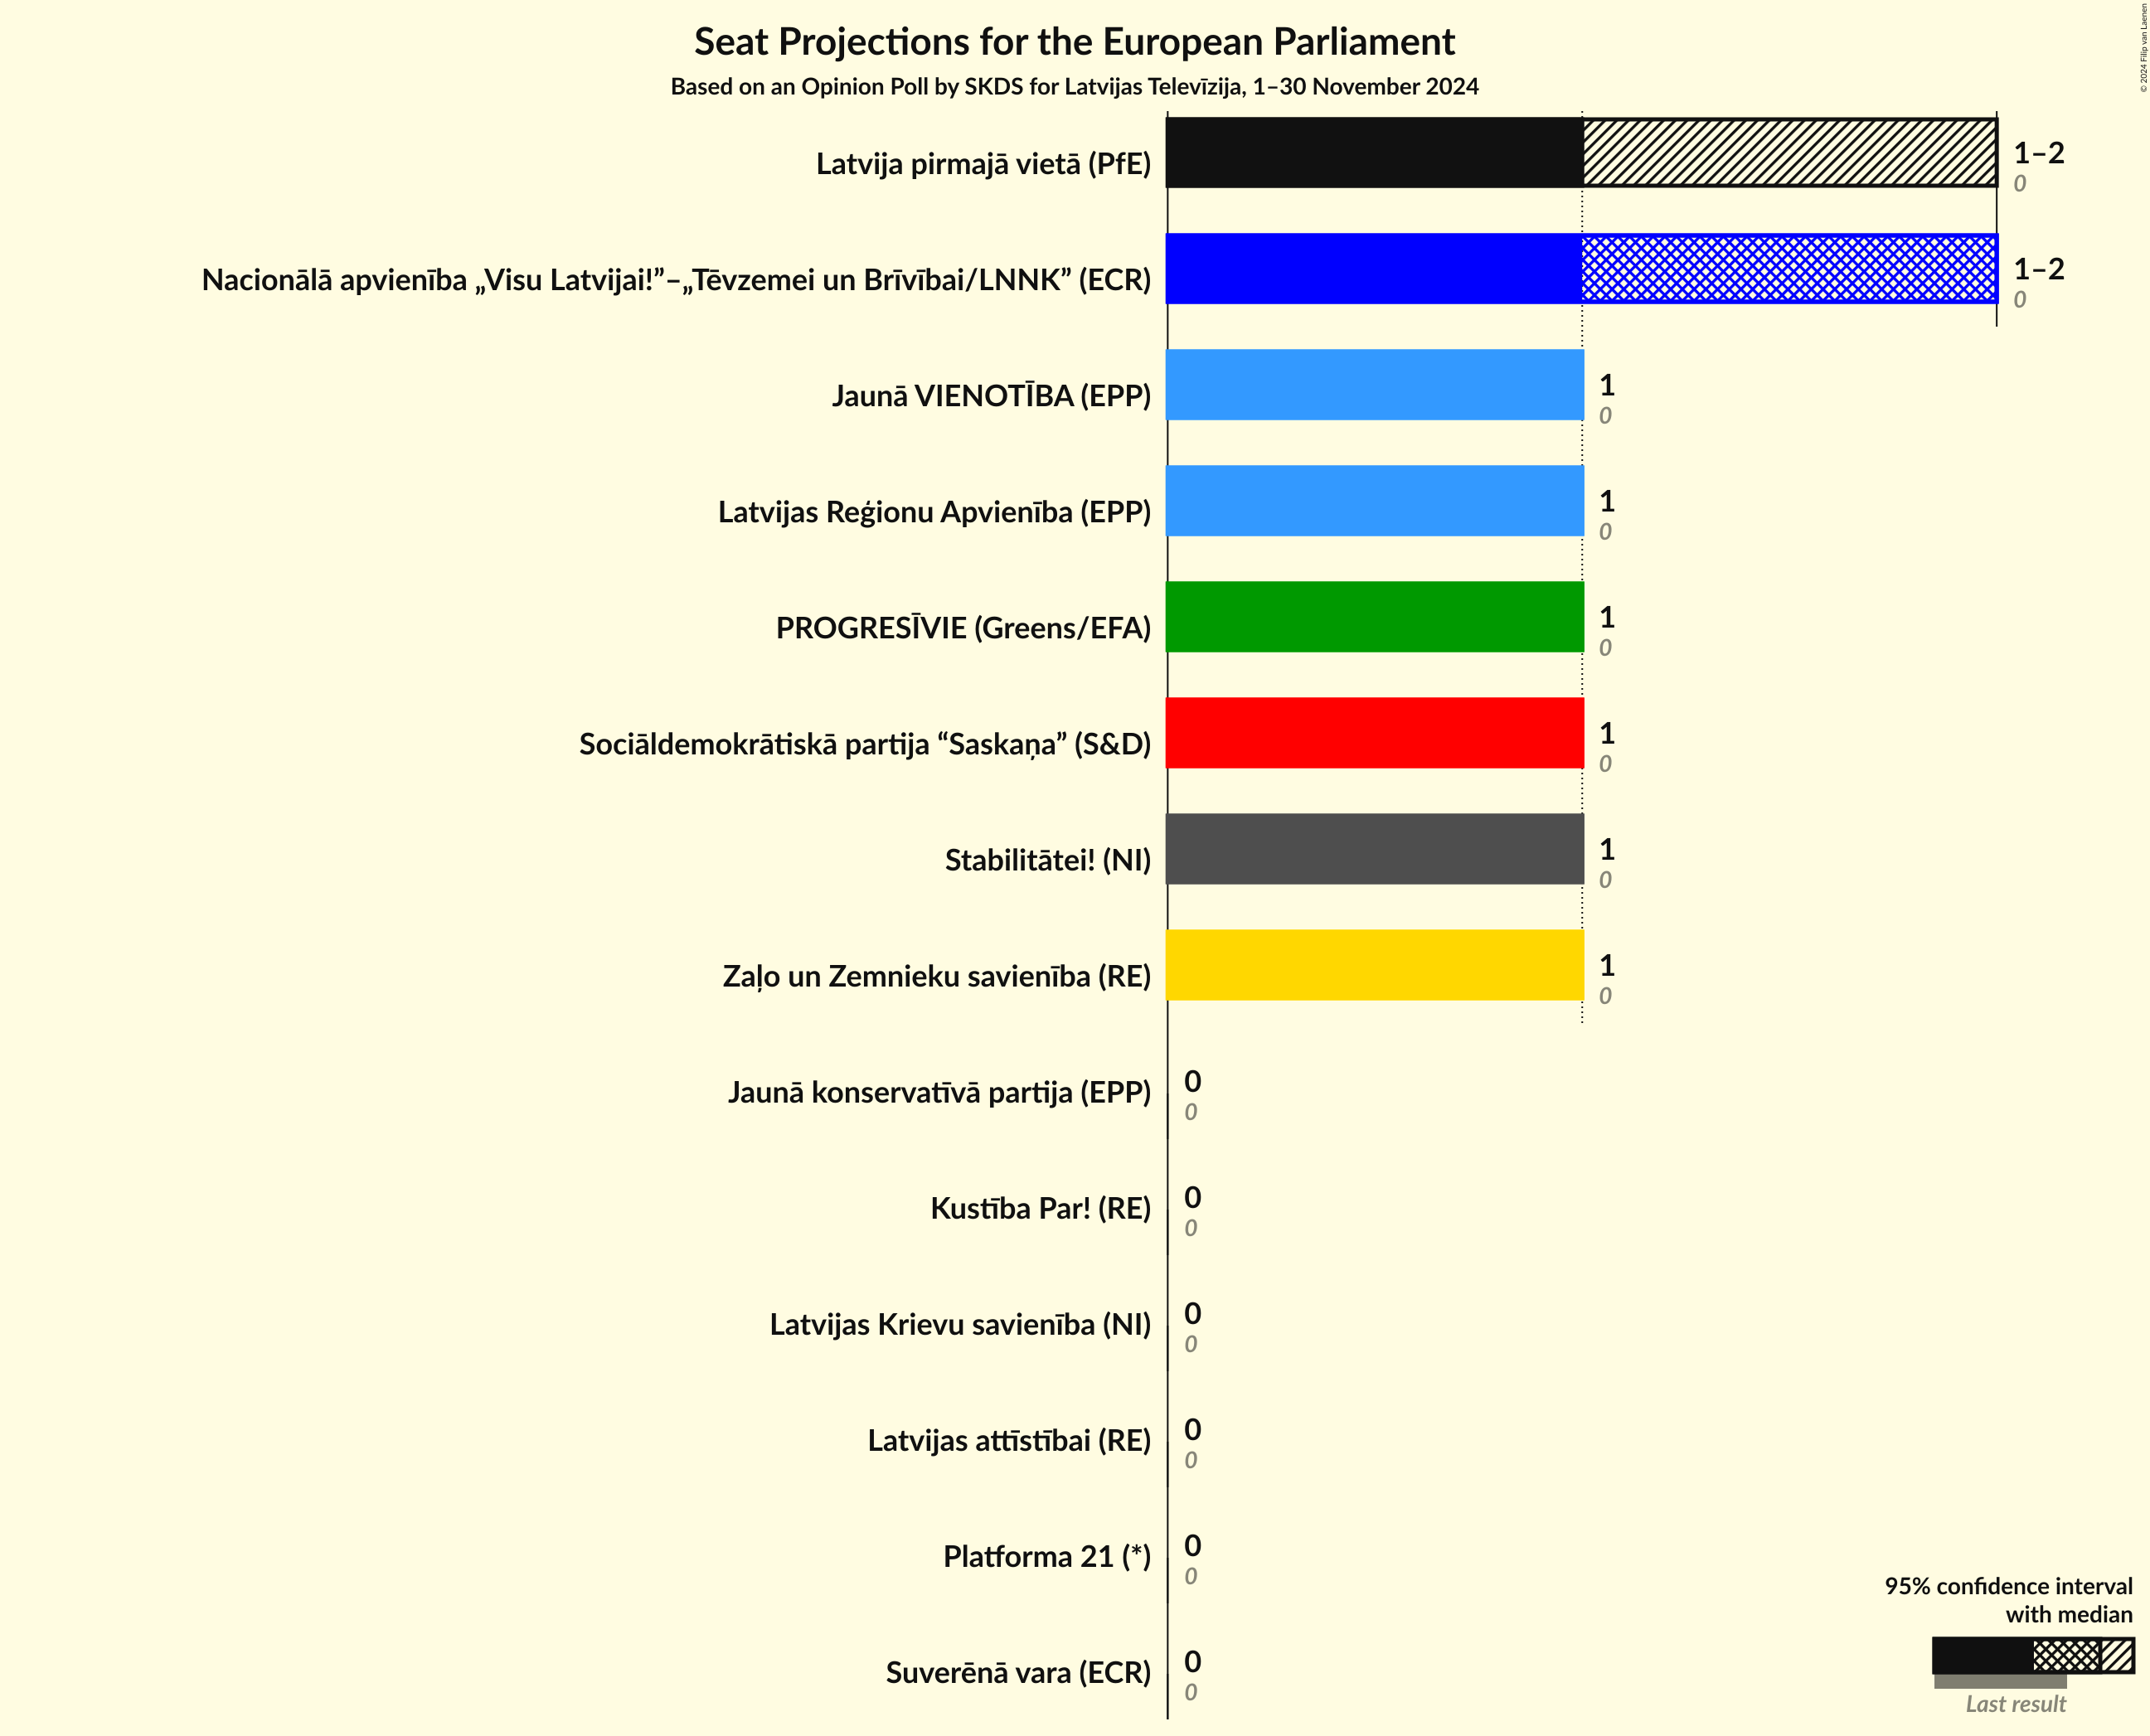 Seat Projections for the European Parliament
Based on an Opinion Poll by SKDS for Latvijas Televīzija, 1–30 November 2024
© 2024 Filip van Laenen
Latvija pirmajā vietā (PfE)
1–2
0
Nacionālā apvienība „Visu Latvijai!”–„Tēvzemei un Brīvībai/LNNK” (ECR)
1–2
0
Jaunā VIENOTĪBA (EPP)
1
0
Latvijas Reģionu Apvienība (EPP)
1
0
PROGRESĪVIE (Greens/EFA)
1
0
Sociāldemokrātiskā partija “Saskaņa” (S&D)
1
0
Stabilitātei! (NI)
1
0
Zaļo un Zemnieku savienība (RE)
1
0
Jaunā konservatīvā partija (EPP)
0
0
Kustība Par! (RE)
0
0
Latvijas Krievu savienība (NI)
0
0
Latvijas attīstībai (RE)
0
0
Platforma 21 (*)
0
0
Suverēnā vara (ECR)
0
0
95% confidence interval
with median
Last result